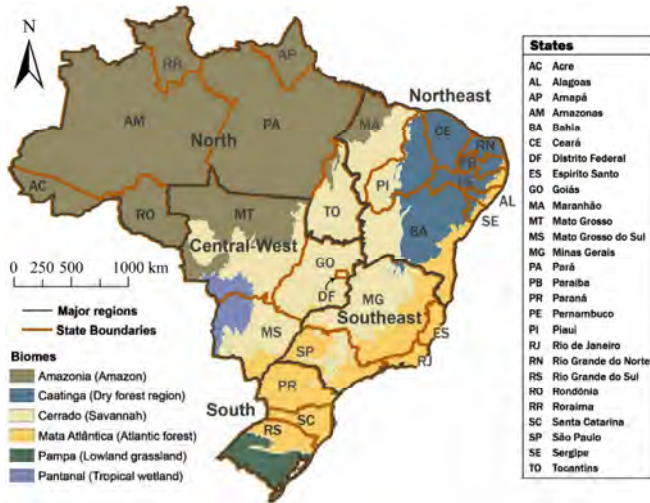 N
RR
AP
AM
PA
North
Northeast
MA
CE
RN
PB
PE
AL
SE
PI
AC
RO
TO
MT
BA
Central-West
GO
DF
MG
Southeast
ES
MS
SP
RJ
PR
South
SC
RS
0 250 500 1000 km
Major regions
State Boundaries
Biomes
Amazonia (Amazon)
Caatinga (Dry forest region)
Cerrado (Savannah)
Mata Atlântica (Atlantic forest)
Pampa (Lowland grassland)
Pantanal (Tropical wetland)
States
AC Acre
AL Alagoas
AP Amapá
AM Amazonas
BA Bahia
CE Ceará
DF Distrito Federal
ES Espirito Santo
GO Goiás
MA Maranhão
MT Mato Grosso
MS Mato Grosso do Sul
MG Minas Gerais
PA Pará
PB Paraiba
PR Paraná
PE Pernambuco
PI Piaui
RJ Rio de Janeiro
RN Rio Grande do Norte
RS Rio Grande do Sul
RO Rondônia
RR Roraima
SC Santa Catarina
SP São Paulo
SE Sergipe
TO Tocantins